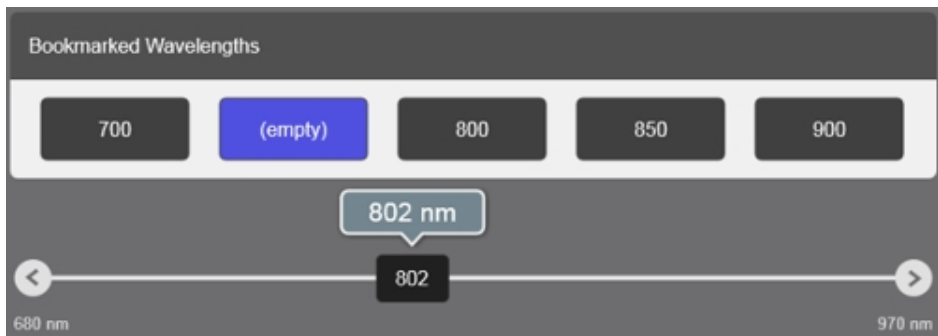 Bookmarked Wavelengths
700 (empty) 800 850 900
802 nm
802
680 nm 970 nm